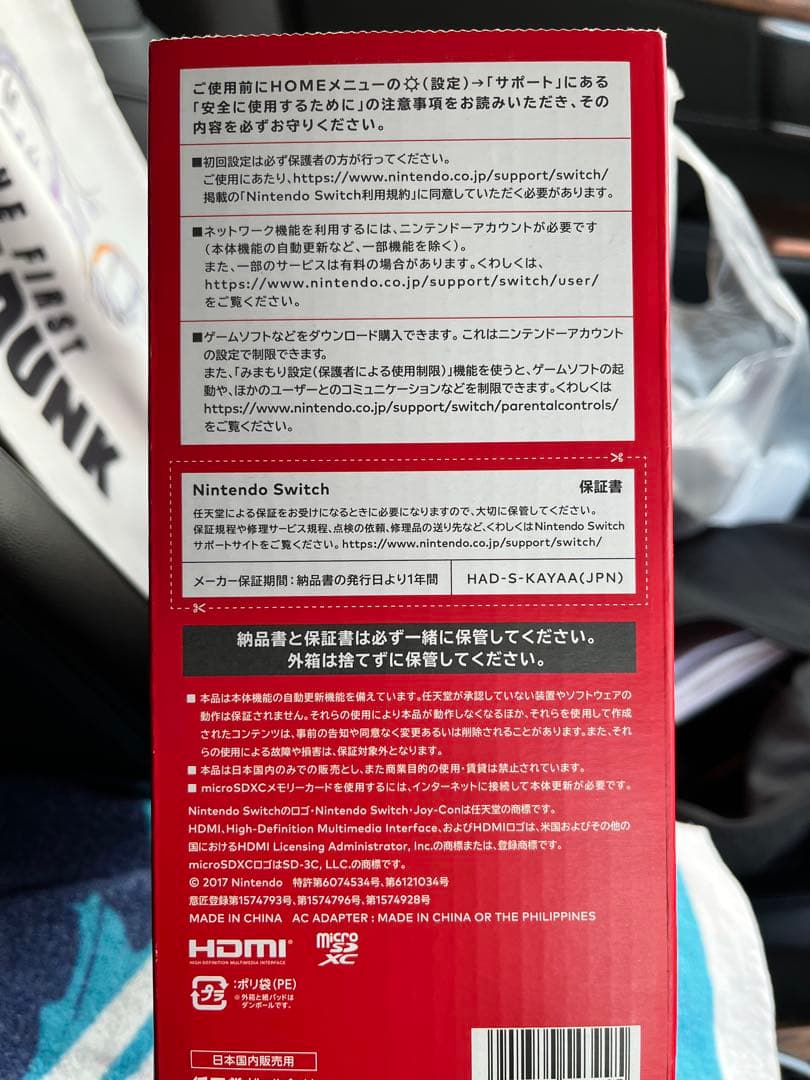 ご使用前にHOMEメニューの(設定)→「サポート」にある
「安全に使用するために」の注意事項をお読みいただき、その
内容を必ずお守りください。
■初回設定は必ず保護者の方が行ってください。
ご使用にあたり、https://www.nintendo.co.jp/support/switch/
掲載の「Nintendo Switch利用規約」に同意していただく必要があります。
■ネットワーク機能を利用するには、ニンテンドーアカウントが必要です
(本体機能の自動更新など、一部機能を除く)。
また、一部のサービスは有料の場合があります。くわしくは、
https://www.nintendo.co.jp/support/switch/user/
をご覧ください。
■ゲームソフトなどをダウンロード購入できます。これはニンテンドーアカウント
の設定で制限できます。
また、「みまもり設定(保護者による使用制限)」機能を使うと、ゲームソフトの起
動や、ほかのユーザーとのコミュニケーションなどを制限できます。くわしくは
https://www.nintendo.co.jp/support/switch/parentalcontrols/
をご覧ください。
Nintendo Switch 保証書
任天堂による保証をお受けになるときに必要になりますので、大切に保管してください。
保証規程や修理サービス規程、点検の依頼、修理品の送り先など、くわしくはNintendo Switch
サポートサイトをご覧ください。https://www.nintendo.co.jp/support/switch/
メーカー保証期間：納品書の発行日より1年間 HAD-S-KAYAA(JPN)
納品書と保証書は必ず一緒に保管してください。
外箱は捨てずに保管してください。
■ 本品は本体機能の自動更新機能を備えています。任天堂が承認していない装置やソフトウェアの
動作は保証されません。それらの使用により本品が動作しなくなるほか、それらを使用して作成
されたコンテンツは、事前の告知や同意なく変更あるいは削除されることがあります。また、それ
らの使用による故障や損害は、保証対象外となります。
■ 本品は日本国内のみでの販売とし、また商業目的の使用・賃貸は禁止されています。
■ microSDXCメモリーカードを使用するには、インターネットに接続して本体更新が必要です。
Nintendo Switchのロゴ・Nintendo Switch・Joy-Conは任天堂の商標です。
HDMI、High-Definition Multimedia Interface、およびHDMIロゴは、米国およびその他の
国におけるHDMI Licensing Administrator, Inc.の商標または、登録商標です。
microSDXCロゴはSD-3C, LLC.の商標です。
© 2017 Nintendo 特許第6074534号、第6121034号
意匠登録第1574793号、第1574796号、第1574928号
MADE IN CHINA AC ADAPTER : MADE IN CHINA OR THE PHILIPPINES
HDMI
HIGH-DEFINITION MULTIMEDIA INTERFACE
micro SD XC
プラ :ポリ袋(PE)
※外箱と紙パッドは
ダンボールです。
日本国内販売用
THE FIRST
DUNK